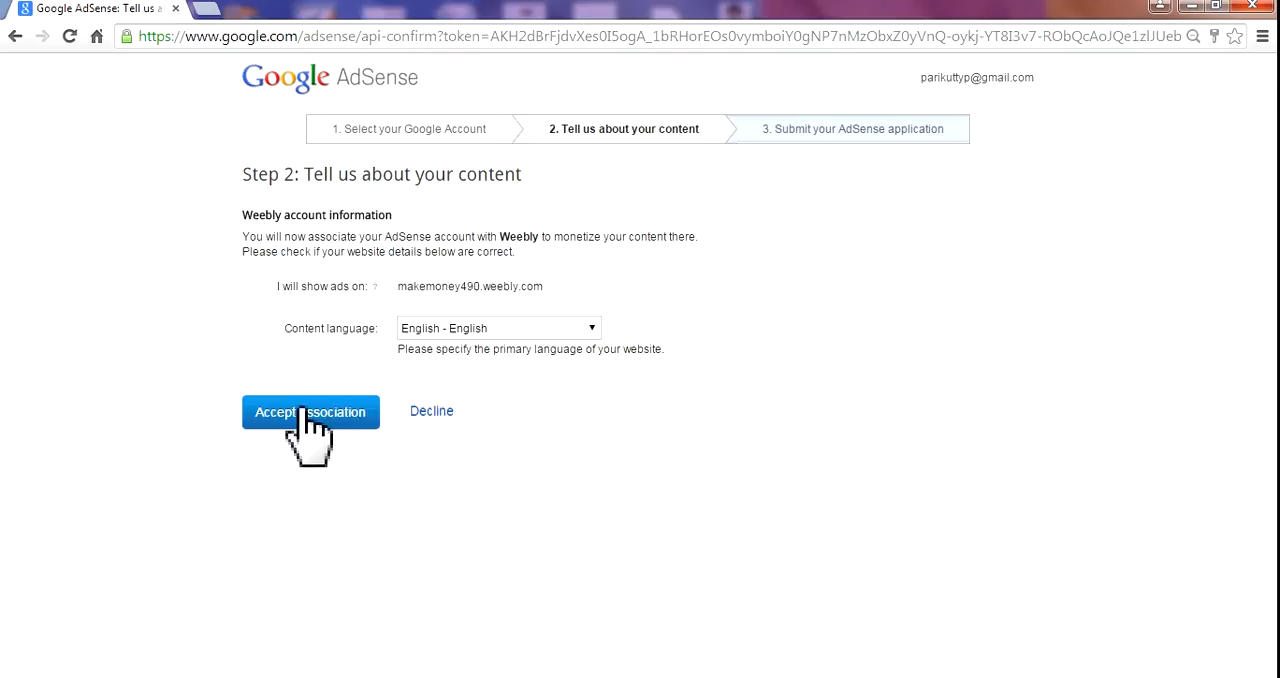 Google AdSense: Tell us a
https://www.google.com/adsense/api-confirm?token=
Google AdSense
parikuttyp@gmail.com
1. Select your Google Account
2. Tell us about your content
3. Submit your AdSense application
Step 2: Tell us about your content
Weebly account information
You will now associate your AdSense account with Weebly to monetize your content there.
Please check if your website details below are correct.
I will show ads on: ?
makemoney490.weebly.com
Content language:
English - English
Please specify the primary language of your website.
Accept ssociation
Decline